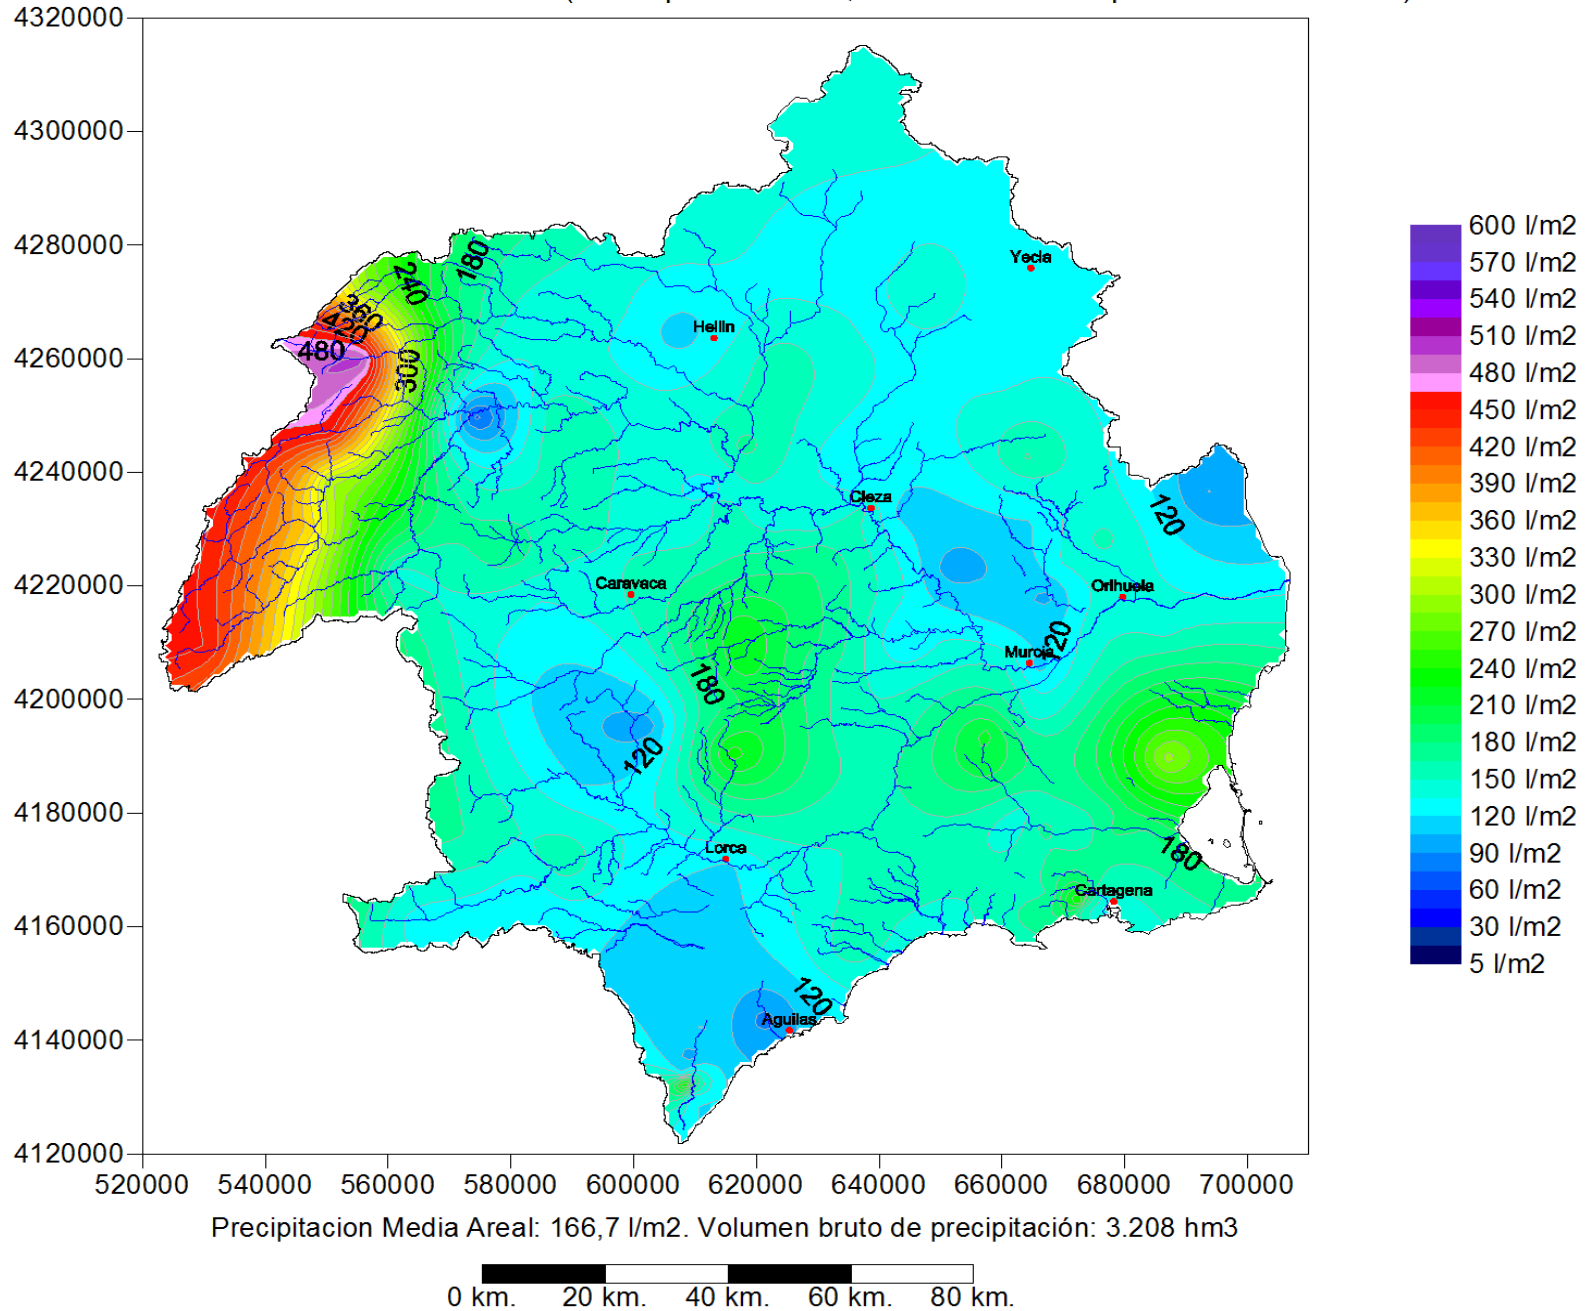 4320000
4300000
4280000
4260000
4240000
4220000
4200000
4180000
4160000
4140000
4120000
520000 540000 560000 580000 600000 620000 640000 660000 680000 700000
180
240
360
420
480
300
Yecla
Hellin
Cieza
120
Caravaca
Orihuela
120
Murcia
180
120
Lorca
180
Cartagena
120
Aguilas
600 l/m2
570 l/m2
540 l/m2
510 l/m2
480 l/m2
450 l/m2
420 l/m2
390 l/m2
360 l/m2
330 l/m2
300 l/m2
270 l/m2
240 l/m2
210 l/m2
180 l/m2
150 l/m2
120 l/m2
90 l/m2
60 l/m2
30 l/m2
5 l/m2
Precipitacion Media Areal: 166,7 l/m2. Volumen bruto de precipitación: 3.208 hm3
0 km. 20 km. 40 km. 60 km. 80 km.